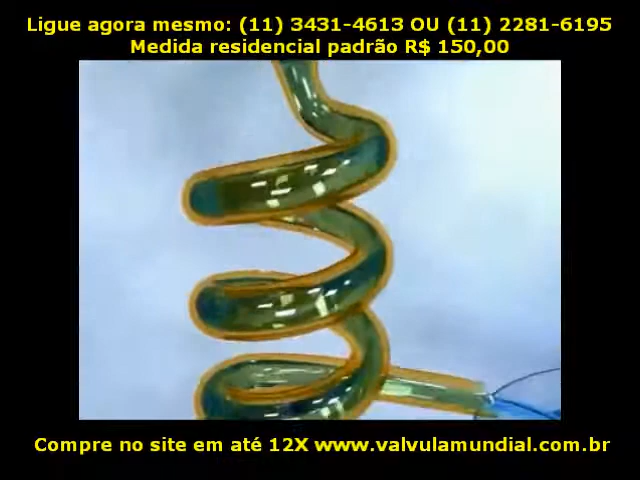 Ligue agora mesmo: (11) 3431-4613 OU (11) 2281-6195
Medida residencial padrão R$ 150,00
Compre no site em até 12X www.valvulamundial.com.br